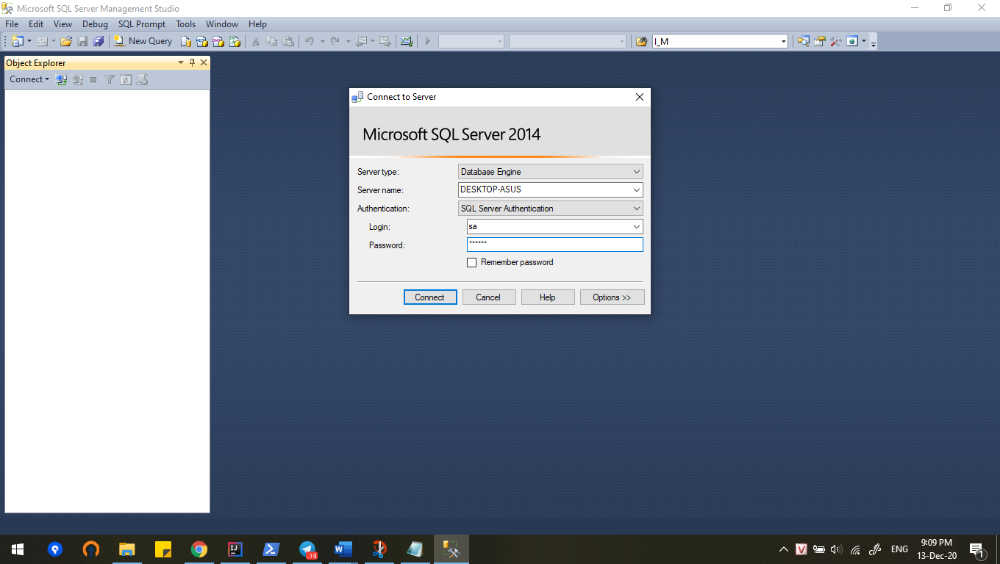 Microsoft SQL Server Management Studio
File Edit View Debug SQL Prompt Tools Window Help
New Query
I_M
Object Explorer
Connect
Connect to Server
Microsoft SQL Server 2014
Server type: Database Engine
Server name: DESKTOP-ASUS
Authentication: SQL Server Authentication
Login: sa
Password: ******
Remember password
Connect Cancel Help Options >>
19
ENG
9:09 PM
13-Dec-20
1